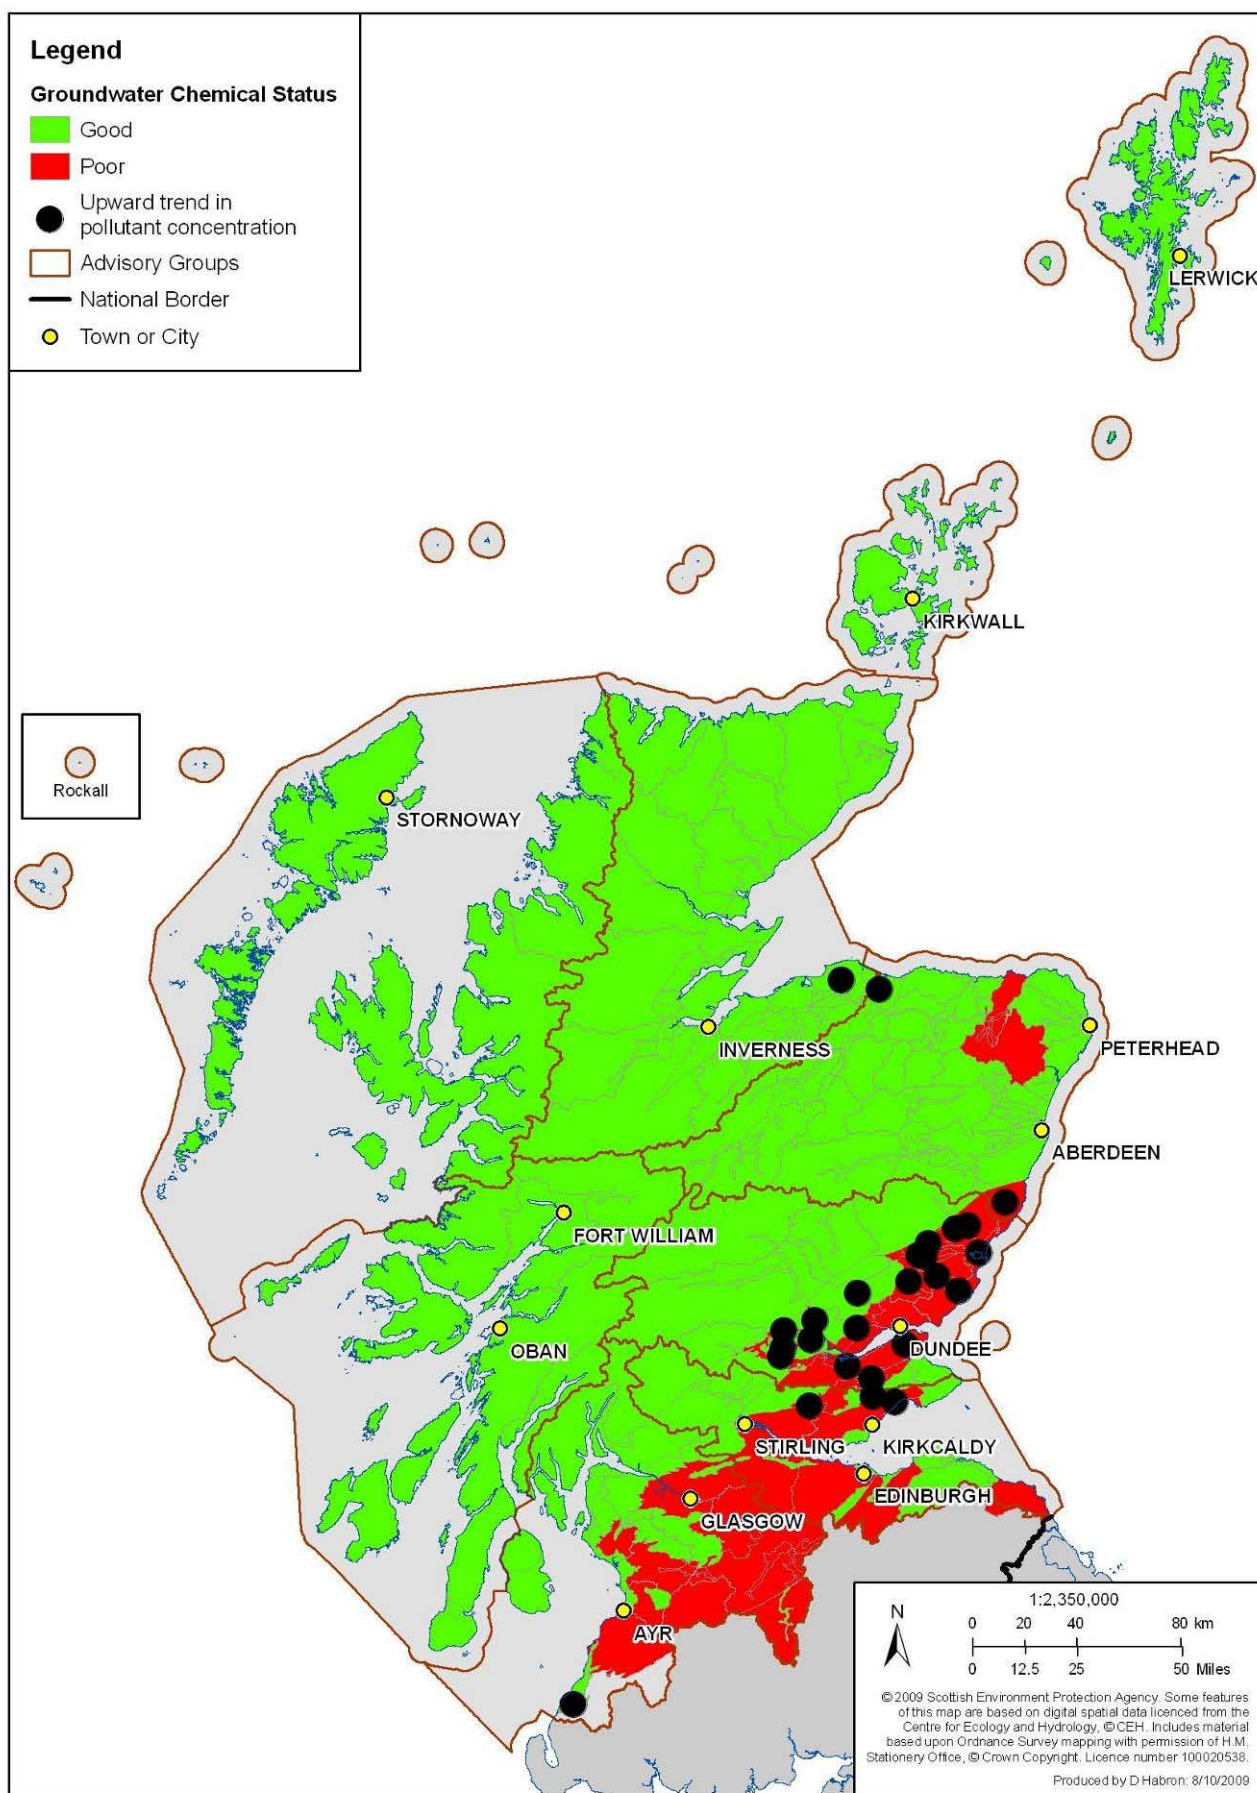 Legend
Groundwater Chemical Status
Good
Poor
Upward trend in
pollutant concentration
Advisory Groups
National Border
Town or City
LERWICK
KIRKWALL
Rockall
STORNOWAY
INVERNESS
PETERHEAD
ABERDEEN
FORT WILLIAM
OBAN
DUNDEE
STIRLING
KIRKCALDY
EDINBURGH
GLASGOW
AYR
N
1:2,350,000
0 20 40 80 km
0 12.5 25 50 Miles
© 2009 Scottish Environment Protection Agency. Some features
of this map are based on digital spatial data licenced from the
Centre for Ecology and Hydrology, © CEH. Includes material
based upon Ordnance Survey mapping with permission of H.M.
Stationery Office, © Crown Copyright. Licence number 100020538.
Produced by D Habron: 8/10/2009